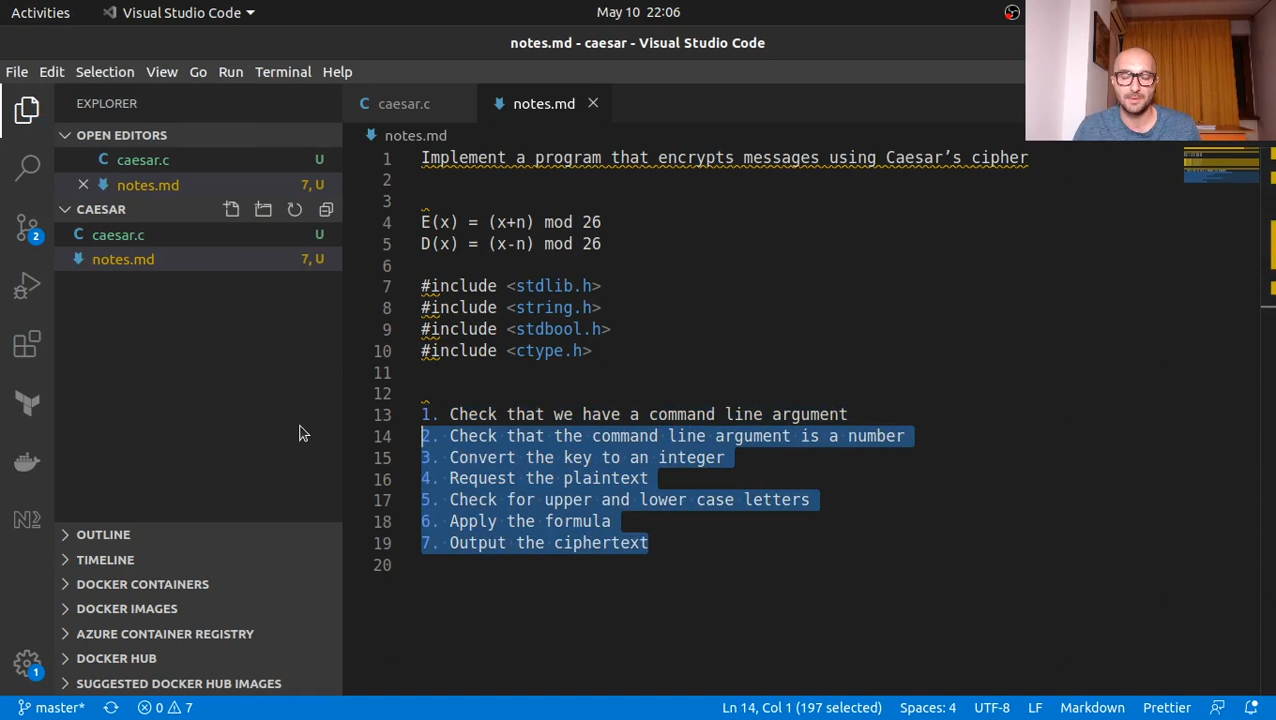 Activities
Visual Studio Code
May 10 22:06
notes.md - caesar - Visual Studio Code
File Edit Selection View Go Run Terminal Help
EXPLORER
OPEN EDITORS
caesar.c U
notes.md 7, U
CAESAR
caesar.c U
notes.md 7, U
OUTLINE
TIMELINE
DOCKER CONTAINERS
DOCKER IMAGES
AZURE CONTAINER REGISTRY
DOCKER HUB
SUGGESTED DOCKER HUB IMAGES
2
N2
1
caesar.c
notes.md
notes.md
1 Implement a program that encrypts messages using Caesar’s cipher
2
3
4 E(x) = (x+n) mod 26
5 D(x) = (x-n) mod 26
6
7 #include <stdlib.h>
8 #include <string.h>
9 #include <stdbool.h>
10 #include <ctype.h>
11
12
13 1. Check that we have a command line argument
14 2. Check that the command line argument is a number
15 3. Convert the key to an integer
16 4. Request the plaintext
17 5. Check for upper and lower case letters
18 6. Apply the formula
19 7. Output the ciphertext
20
master* 0 7 Ln 14, Col 1 (197 selected) Spaces: 4 UTF-8 LF Markdown Prettier